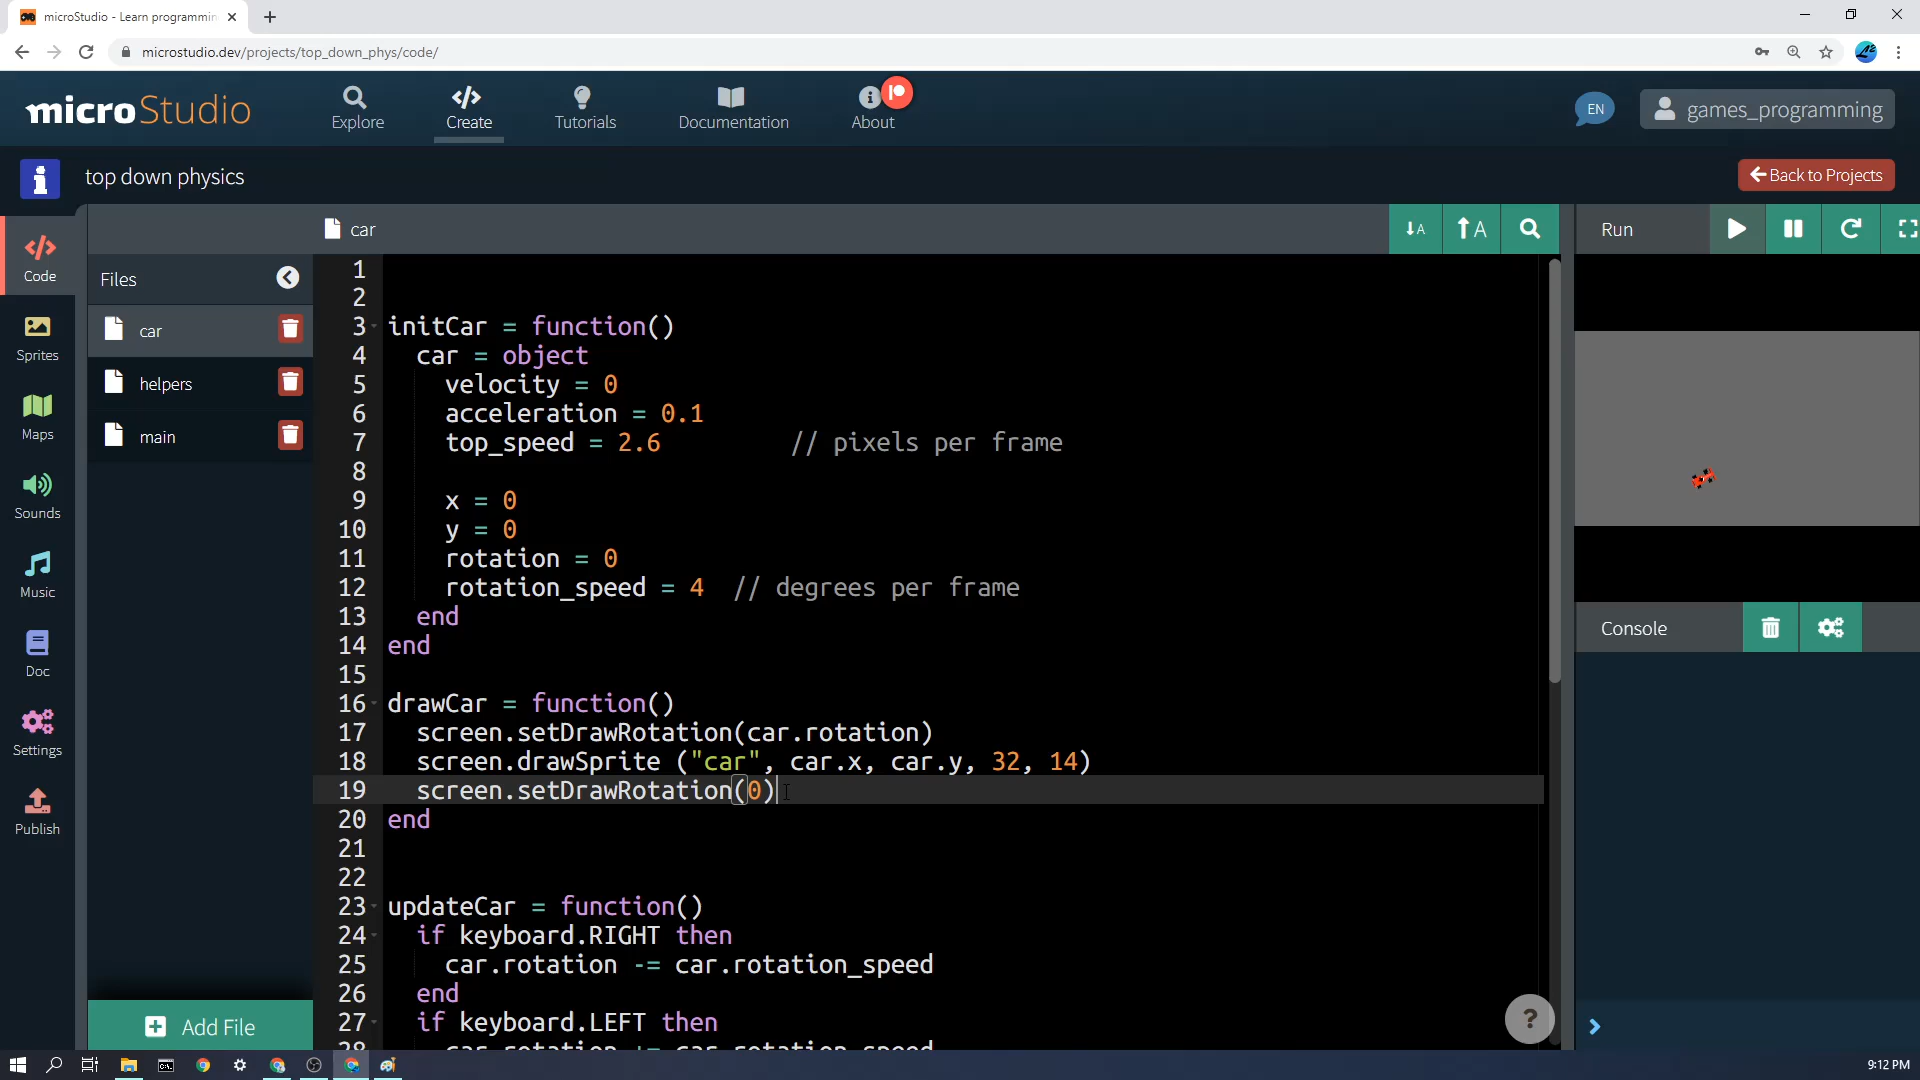 microStudio - Learn programmin
microstudio.dev/projects/top_down_phys/code/
microStudio
Explore
Create
Tutorials
Documentation
About
EN
games_programming
top down physics
Back to Projects
Code
Sprites
Maps
Sounds
Music
Doc
Settings
Publish
Files
car
helpers
main
Add File
car
A
A
1
2
3 initCar = function()
4 car = object
5 velocity = 0
6 acceleration = 0.1
7 top_speed = 2.6 // pixels per frame
8
9 x = 0
10 y = 0
11 rotation = 0
12 rotation_speed = 4 // degrees per frame
13 end
14 end
15
16 drawCar = function()
17 screen.setDrawRotation(car.rotation)
18 screen.drawSprite ("car", car.x, car.y, 32, 14)
19 screen.setDrawRotation(0)
20 end
21
22
23 updateCar = function()
24 if keyboard.RIGHT then
25 car.rotation -= car.rotation_speed
26 end
27 if keyboard.LEFT then
28 car.rotation += car.rotation_speed
?
Run
Console
9:12 PM